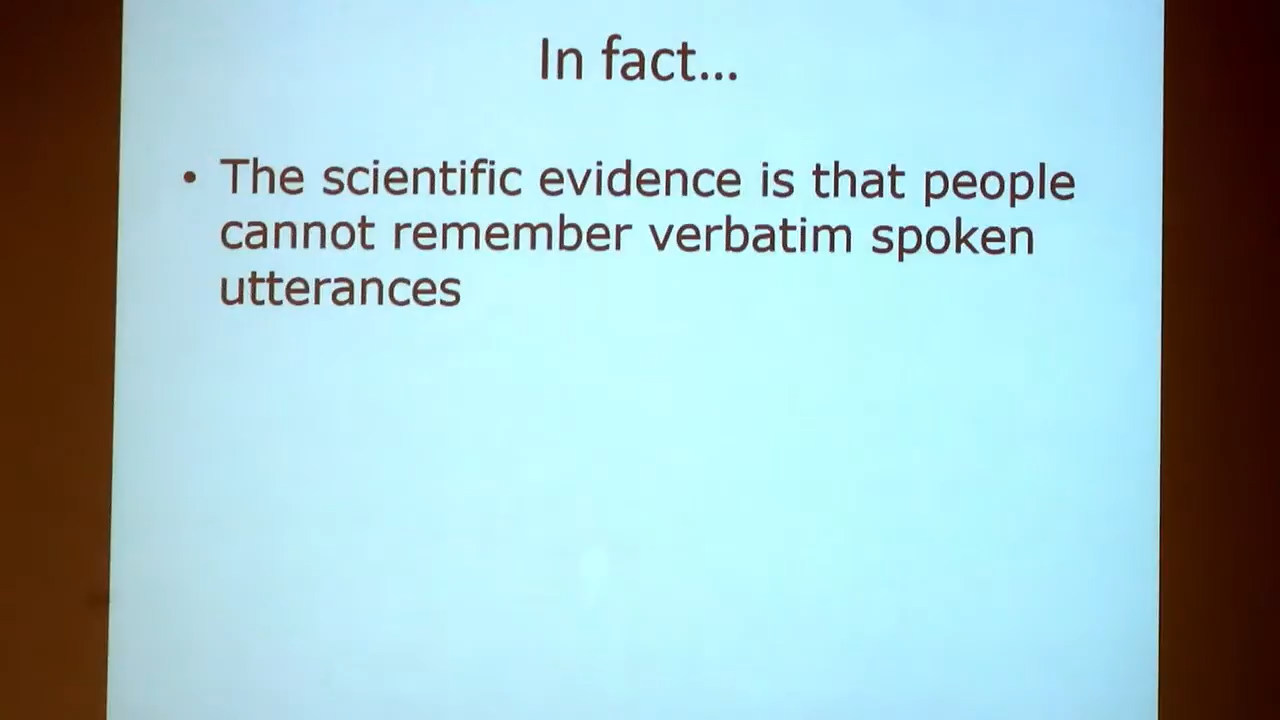 In fact...
• The scientific evidence is that people
cannot remember verbatim spoken
utterances